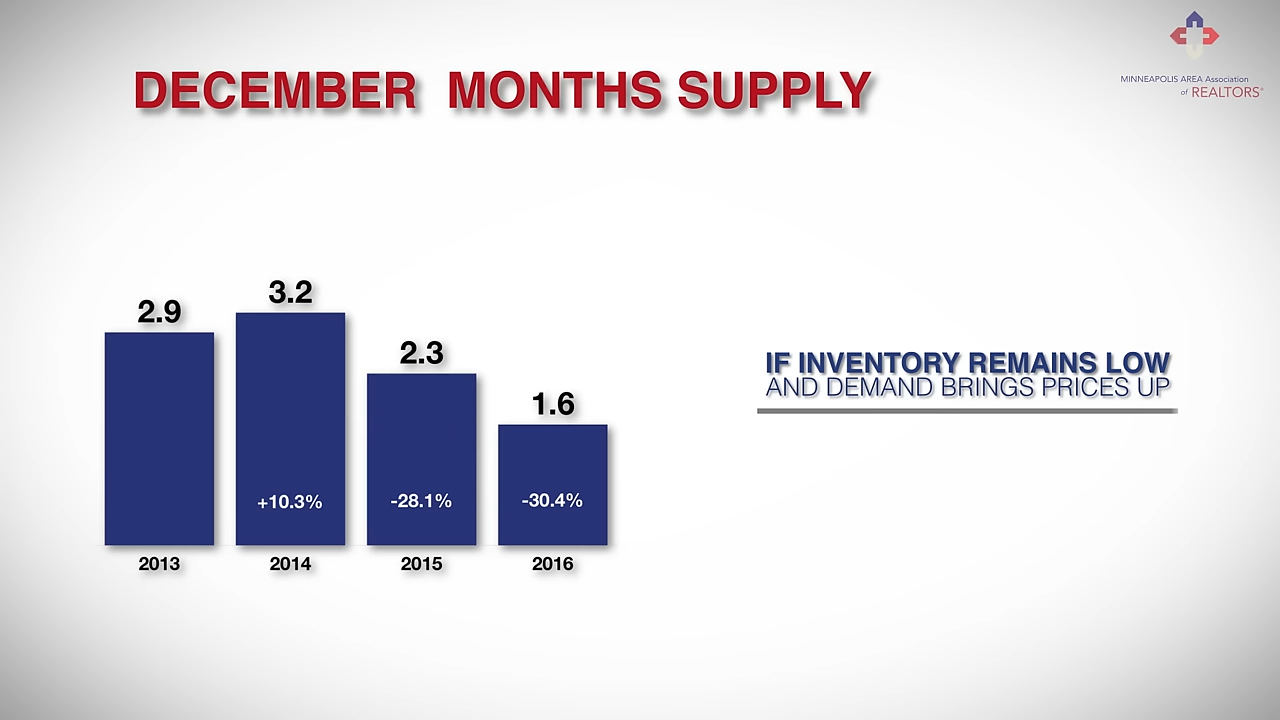 DECEMBER MONTHS SUPPLY
MINNEAPOLIS AREA Association
of REALTORS®
2.9
3.2
2.3
1.6
+10.3%
-28.1%
-30.4%
2013
2014
2015
2016
IF INVENTORY REMAINS LOW
AND DEMAND BRINGS PRICES UP